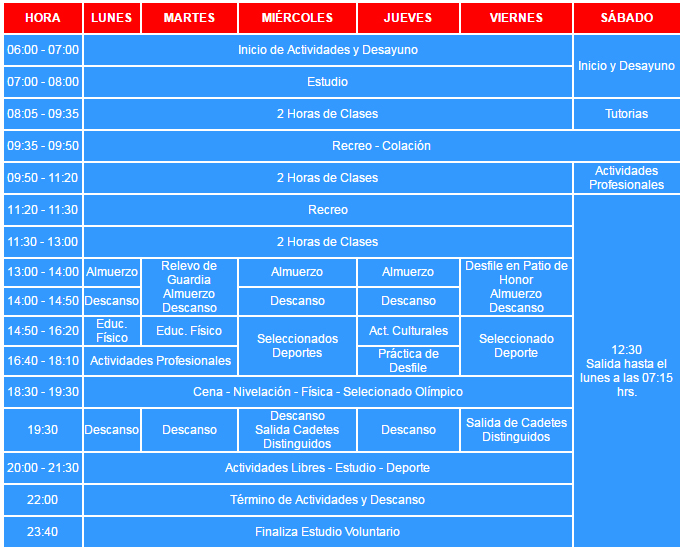 HORA LUNES MARTES MIÉRCOLES JUEVES VIERNES SÁBADO
06:00 - 07:00 Inicio de Actividades y Desayuno
Inicio y Desayuno
07:00 - 08:00 Estudio
08:05 - 09:35 2 Horas de Clases Tutorias
09:35 - 09:50 Recreo - Colación
09:50 - 11:20 2 Horas de Clases
Actividades
Profesionales
11:20 - 11:30 Recreo
11:30 - 13:00 2 Horas de Clases
13:00 - 14:00 Almuerzo
Relevo de
Guardia
Almuerzo
Descanso
Almuerzo
Almuerzo
Desfile en Patio de
Honor
Almuerzo
Descanso
14:00 - 14:50 Descanso Descanso Descanso
14:50 - 16:20
Educ.
Físico
Educ. Físico
Seleccionados
Deportes
Act. Culturales
Seleccionado
Deporte
16:40 - 18:10 Actividades Profesionales
Práctica de
Desfile
12:30
Salida hasta el
lunes a las 07:15
hrs.
18:30 - 19:30 Cena - Nivelación - Física - Selecionado Olímpico
19:30 Descanso Descanso
Descanso
Salida Cadetes
Distinguidos
Descanso
Salida de Cadetes
Distinguidos
20:00 - 21:30 Actividades Libres - Estudio - Deporte
22:00 Término de Actividades y Descanso
23:40 Finaliza Estudio Voluntario